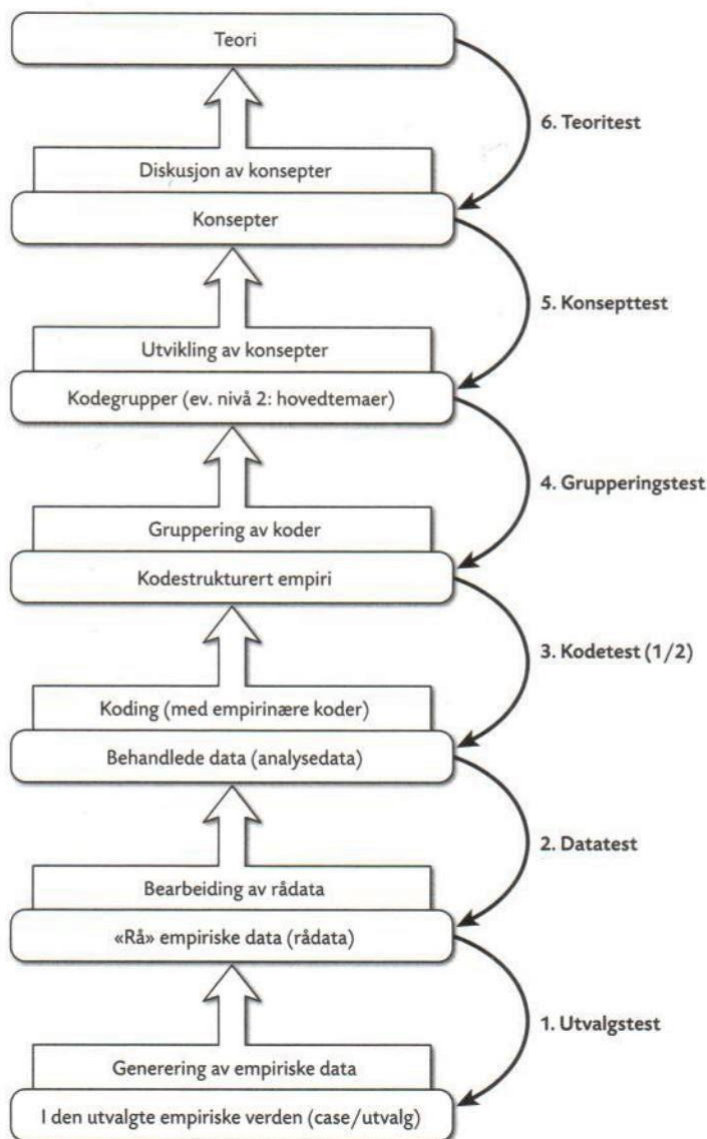 Teori
6. Teoritest
Diskusjon av konsepter
Konsepter
5. Konsepttest
Utvikling av konsepter
Kodegrupper (ev. nivå 2: hovedtemaer)
4. Grupperingstest
Gruppering av koder
Kodestrukturert empiri
3. Kodetest (1/2)
Koding (med empirinære koder)
Behandlede data (analysedata)
2. Datatest
Bearbeiding av rådata
«Rå» empiriske data (rådata)
1. Utvalgstest
Generering av empiriske data
I den utvalgte empiriske verden (case/utvalg)